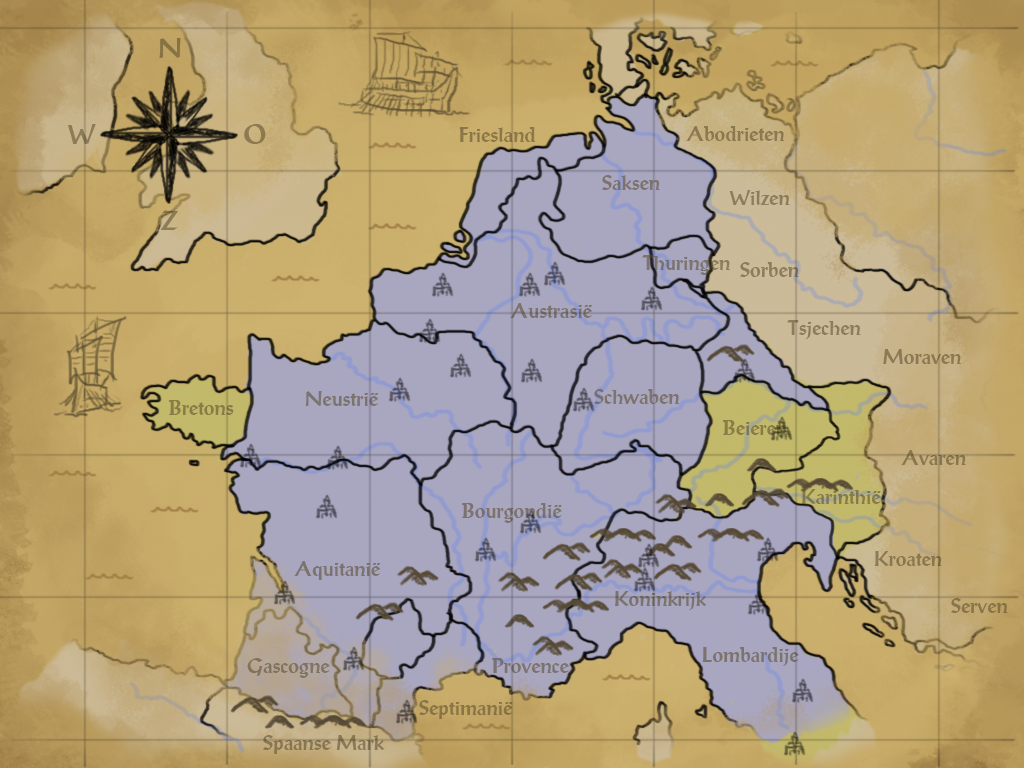 N
W
O
Z
Friesland
Abodrieten
Saksen
Wilzen
Thuringen
Sorben
Austrasië
Tsjechen
Moraven
Neustrië
Schwaben
Bretons
Beieren
Avaren
Karinthië
Bourgondië
Kroaten
Aquitanië
Koninkrijk
Serven
Gascogne
Provence
Lombardije
Septimanië
Spaanse Mark